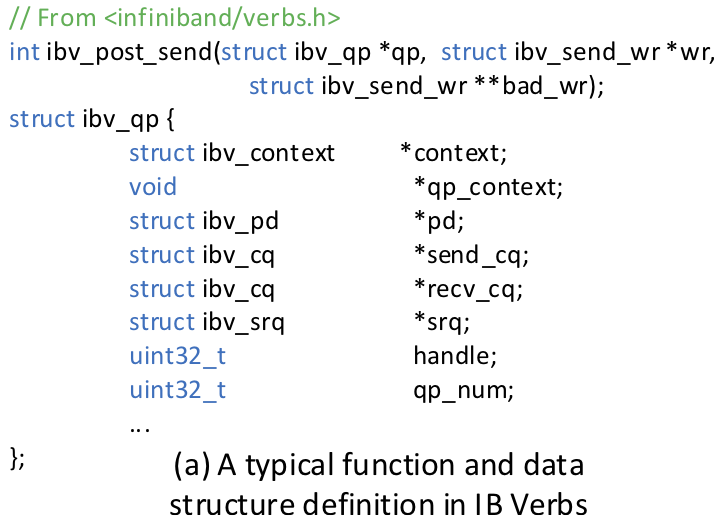 // From <infiniband/verbs.h>
int ibv_post_send(struct ibv_qp *qp, struct ibv_send_wr *wr,
struct ibv_send_wr **bad_wr);
struct ibv_qp {
struct ibv_context *context;
void *qp_context;
struct ibv_pd *pd;
struct ibv_cq *send_cq;
struct ibv_cq *recv_cq;
struct ibv_srq *srq;
uint32_t handle;
uint32_t qp_num;
...
};
(a) A typical function and data
structure definition in IB Verbs